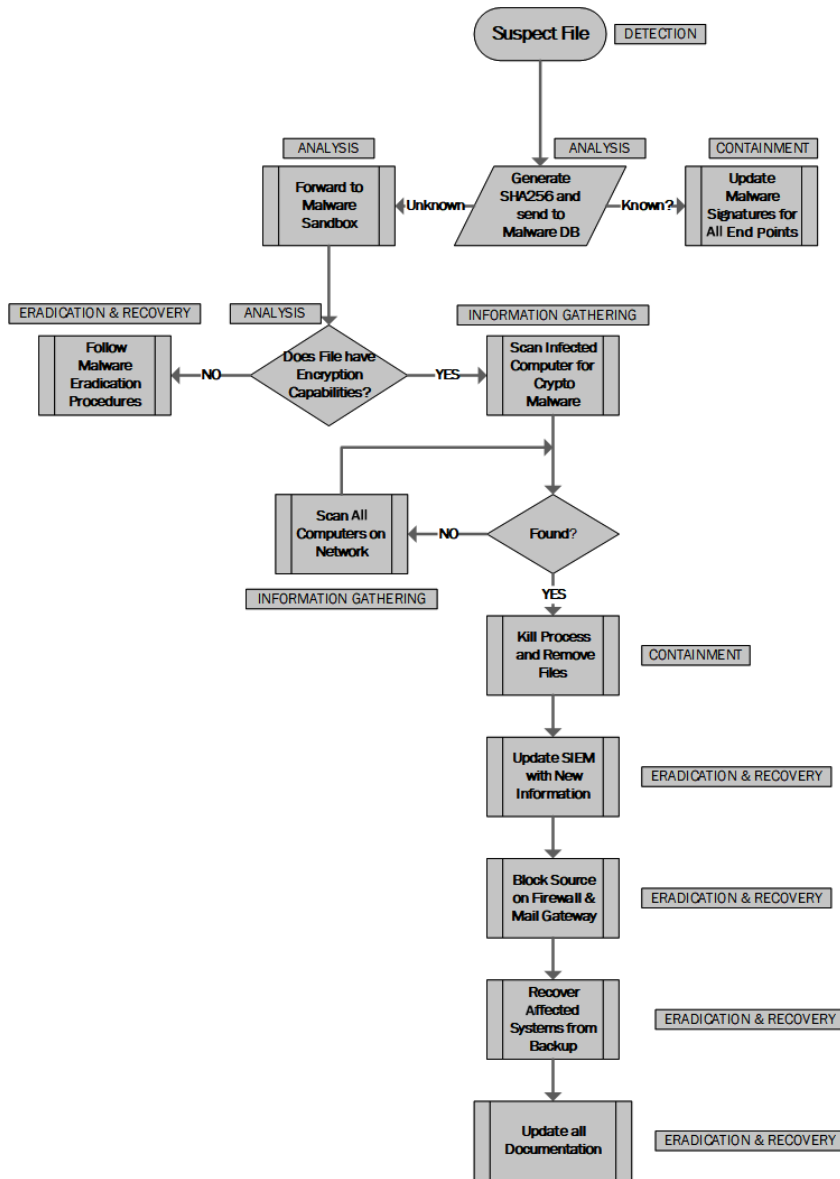 Suspect File
DETECTION
ANALYSIS
ANALYSIS
CONTAINMENT
Forward to
Malware
Sandbox
Unknown
Generate
SHA256 and
send to
Malware DB
Known?
Update
Malware
Signatures for
All End Points
ERADICATION & RECOVERY
ANALYSIS
INFORMATION GATHERING
Follow
Malware
Eradication
Procedures
NO
Does File have
Encryption
Capabilities?
YES
Scan Infected
Computer for
Crypto
Malware
Scan All
Computers on
Network
NO
Found?
INFORMATION GATHERING
YES
Kill Process
and Remove
Files
CONTAINMENT
Update SIEM
with New
Information
ERADICATION & RECOVERY
Block Source
on Firewall &
Mail Gateway
ERADICATION & RECOVERY
Recover
Affected
Systems from
Backup
ERADICATION & RECOVERY
Update all
Documentation
ERADICATION & RECOVERY